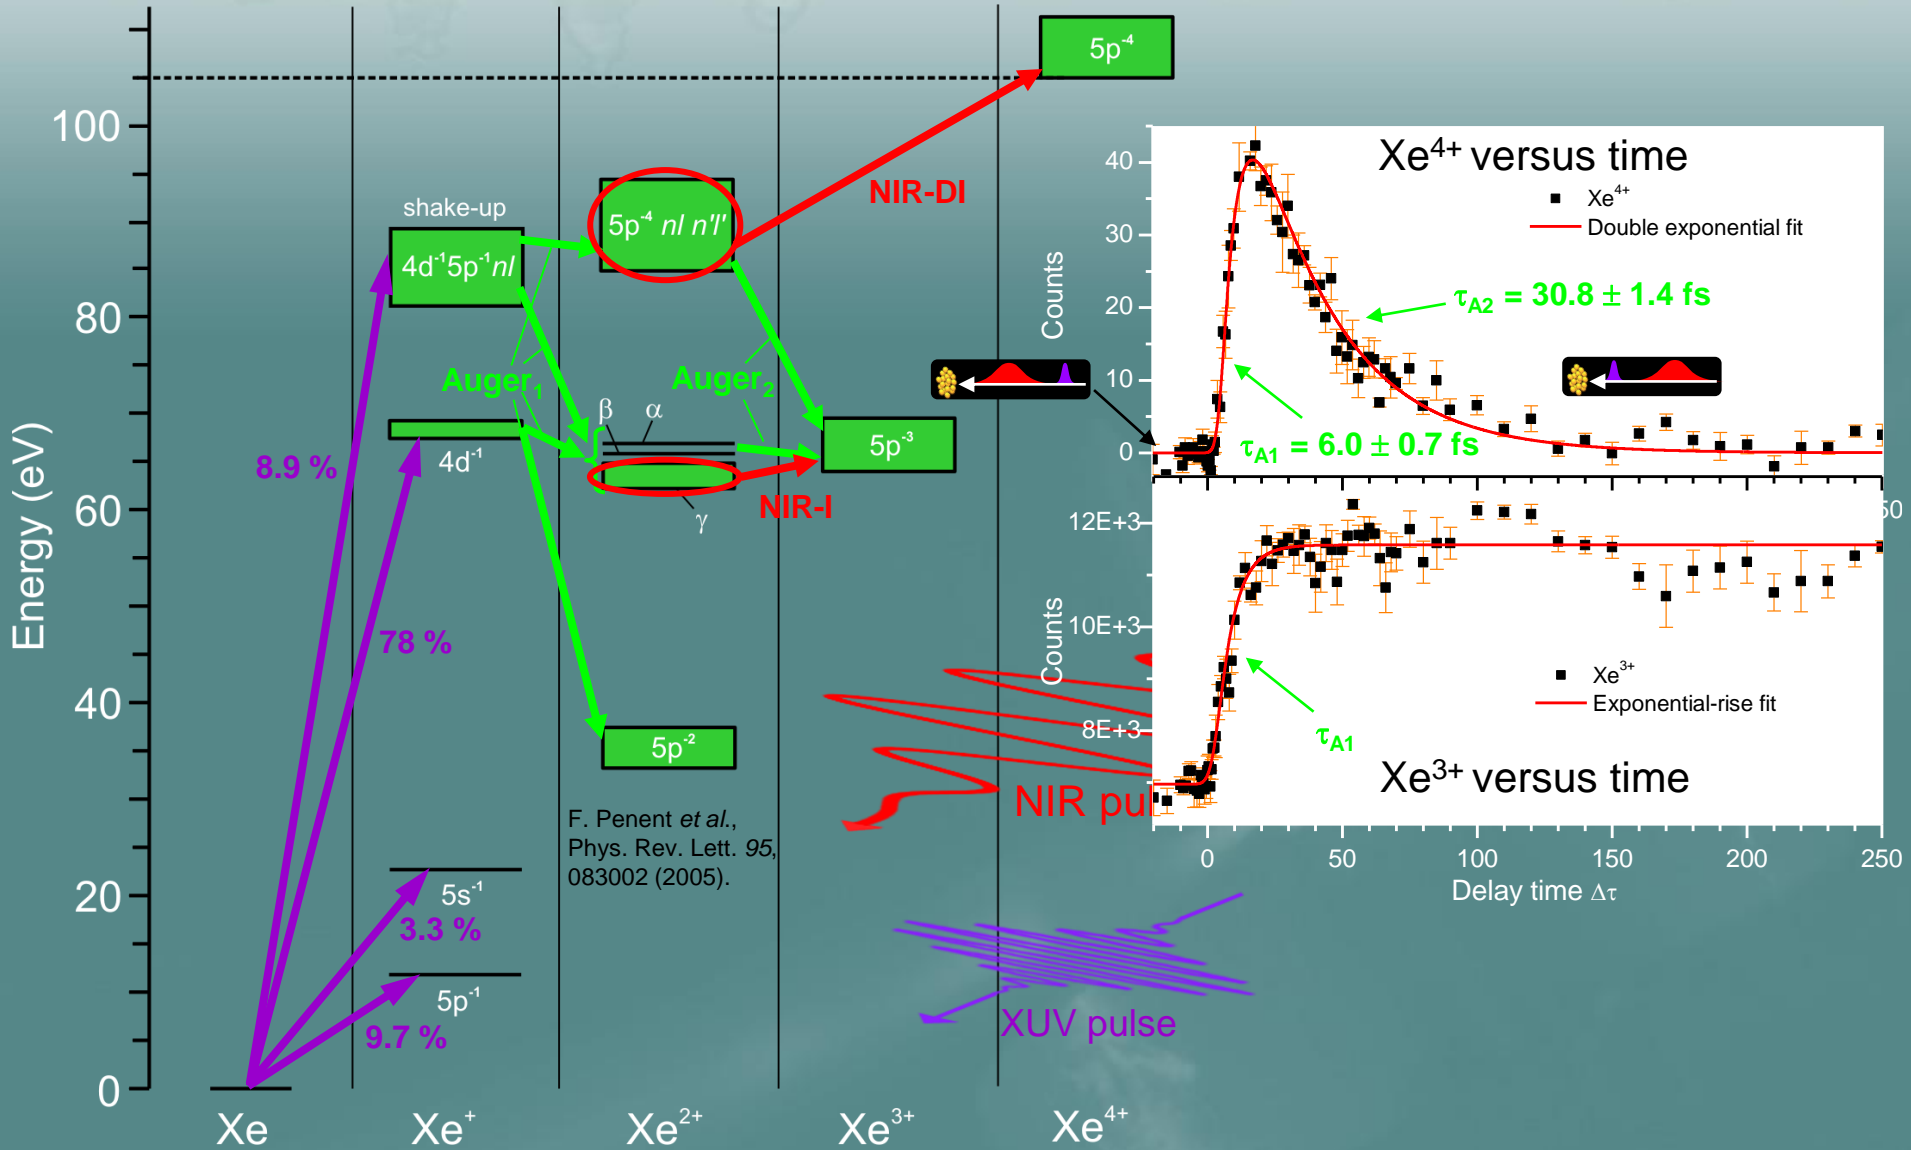 Energy (eV)
100
80
60
40
20
0
Xe
Xe⁺
Xe²⁺
Xe³⁺
Xe⁴⁺
5p⁻⁴
NIR-DI
shake-up
4d⁻¹5p⁻¹nl
5p⁻⁴ nl n'l'
Auger₁
Auger₂
β
α
4d⁻¹
5p⁻³
8.9 %
NIR-I
γ
78 %
5p⁻²
F. Penent et al.,
Phys. Rev. Lett. 95,
083002 (2005).
5s⁻¹
3.3 %
5p⁻¹
9.7 %
NIR pul
XUV pulse
Xe⁴⁺ versus time
Xe⁴⁺
Double exponential fit
τA2 = 30.8 ± 1.4 fs
τA1 = 6.0 ± 0.7 fs
Counts
40
30
20
10
0
50
12E+3
10E+3
8E+3
Counts
Xe³⁺
Exponential-rise fit
τA1
Xe³⁺ versus time
0
50
100
150
200
250
Delay time Δτ